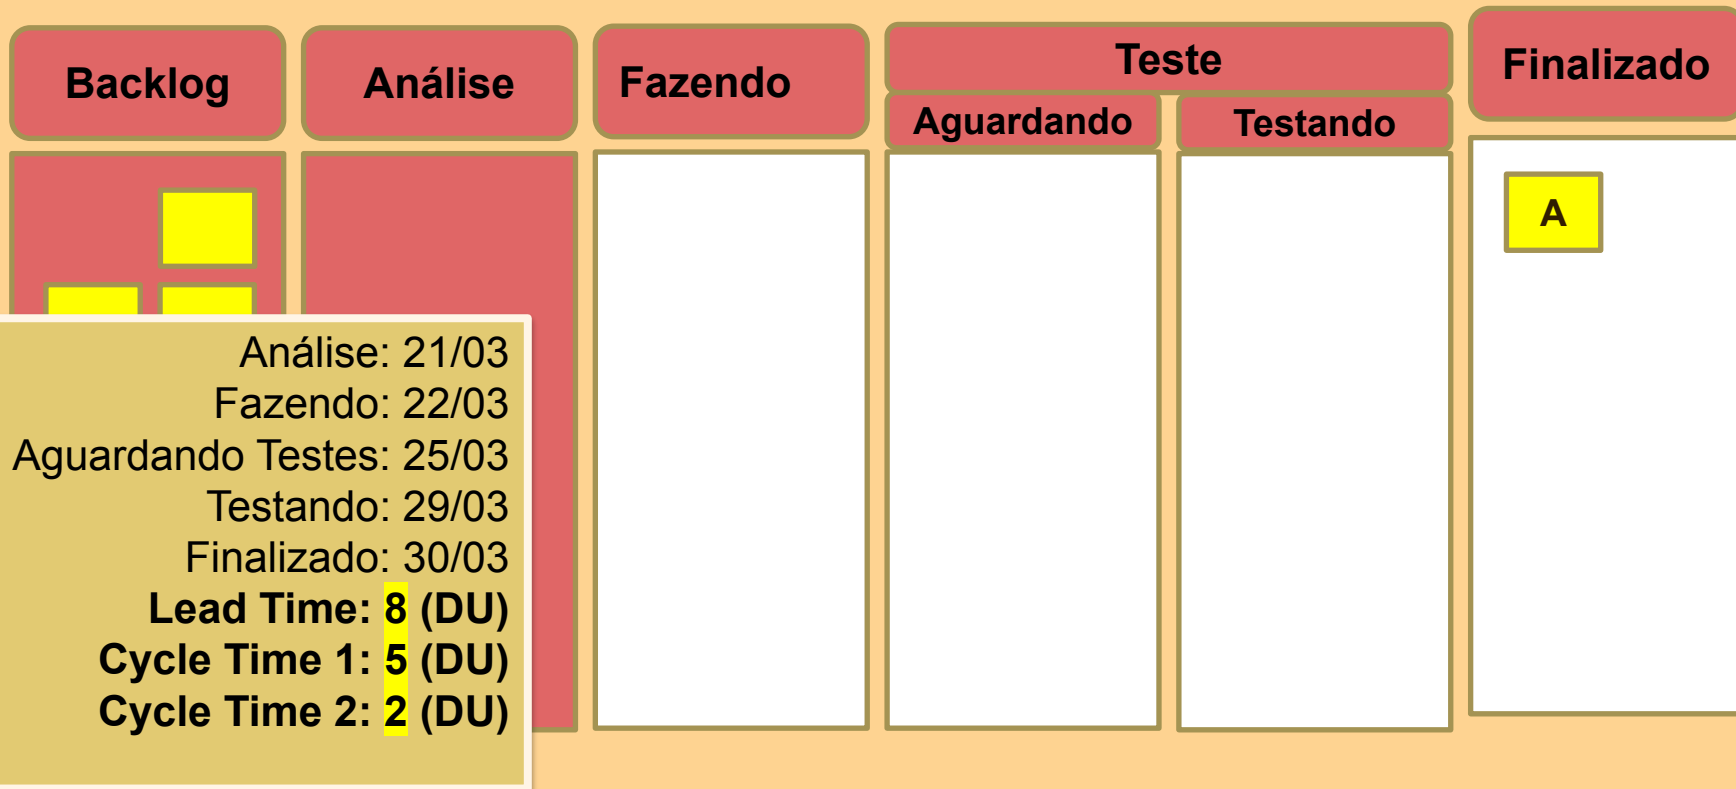 Backlog
Análise
Fazendo
Teste
Aguardando
Testando
Finalizado
A
Análise: 21/03
Fazendo: 22/03
Aguardando Testes: 25/03
Testando: 29/03
Finalizado: 30/03
Lead Time: 8 (DU)
Cycle Time 1: 5 (DU)
Cycle Time 2: 2 (DU)